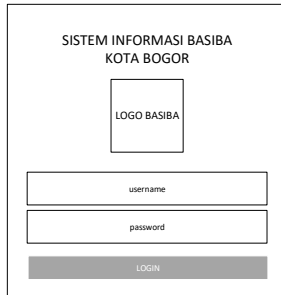 SISTEM INFORMASI BASIBA
KOTA BOGOR
LOGO BASIBA
username
password
LOGIN